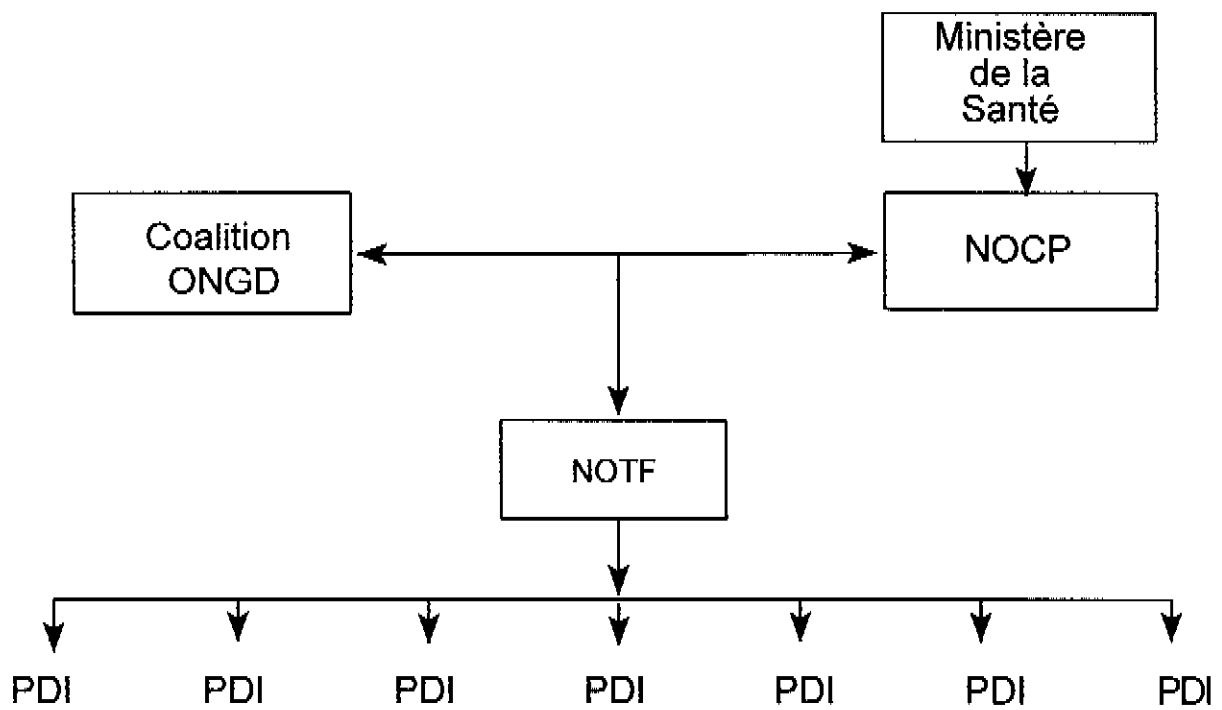 Ministère
de la
Santé
Coalition
ONGD
NOCP
NOTF
PDI PDI PDI PDI PDI PDI PDI